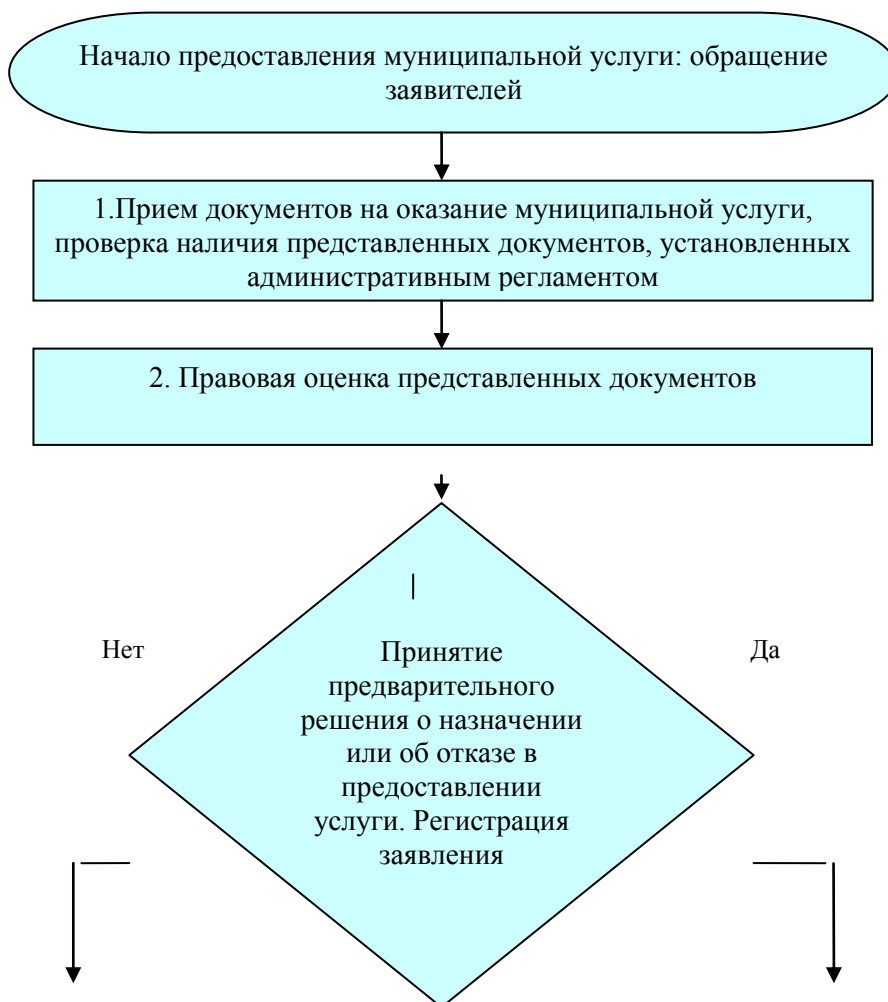 Начало предоставления муниципальной услуги: обращение
заявителей
1.Прием документов на оказание муниципальной услуги,
проверка наличия представленных документов, установленных
административным регламентом
2. Правовая оценка представленных документов
Нет
Да
Принятие
предварительного
решения о назначении
или об отказе в
предоставлении
услуги. Регистрация
заявления